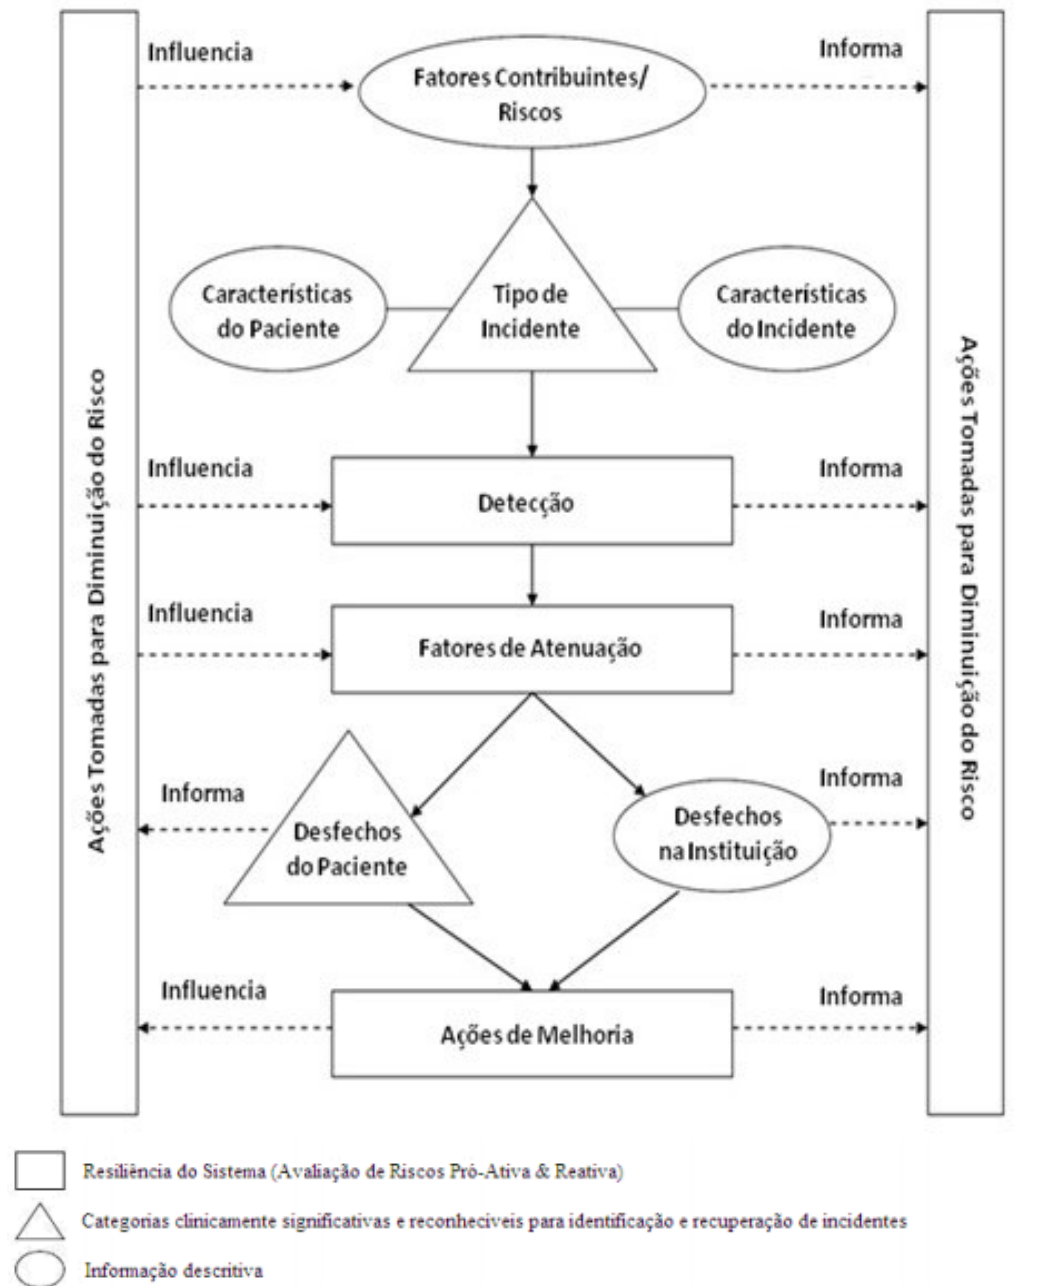 Influencia
Informa
Fatores Contribuintes/
Riscos
Características
do Paciente
Tipo de
Incidente
Características
do Incidente
Ações Tomadas para Diminuição do Risco
Ações Tomadas para Diminuição do Risco
Influencia
Informa
Detecção
Influencia
Informa
Fatores de Atenuação
Informa
Informa
Desfechos
do Paciente
Desfechos
na Instituição
Influencia
Informa
Ações de Melhoria
Resiliência do Sistema (Avaliação de Riscos Pró-Ativa & Reativa)
Categorias clinicamente significativas e reconhecíveis para identificação e recuperação de incidentes
Informação descritiva